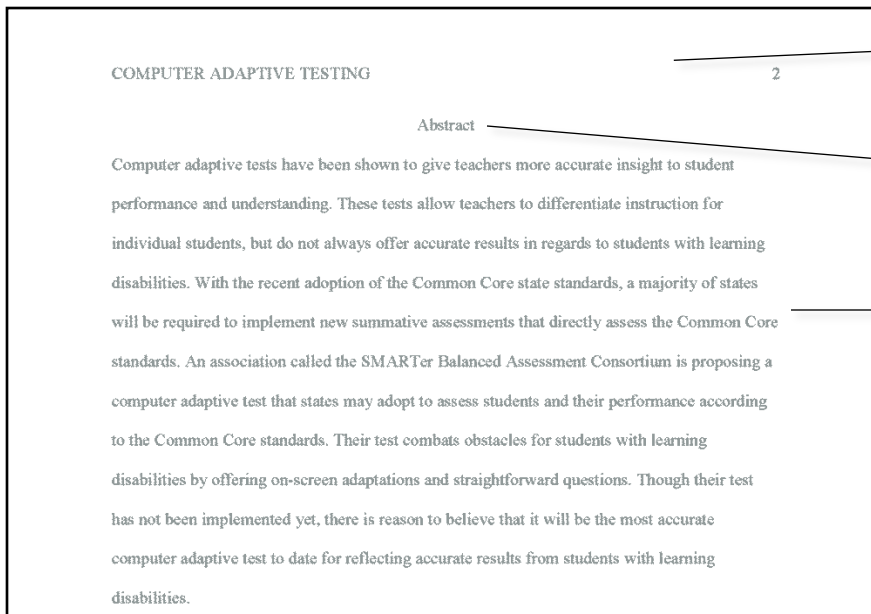 COMPUTER ADAPTIVE TESTING 2
Abstract
Computer adaptive tests have been shown to give teachers more accurate insight to student
performance and understanding. These tests allow teachers to differentiate instruction for
individual students, but do not always offer accurate results in regards to students with learning
disabilities. With the recent adoption of the Common Core state standards, a majority of states
will be required to implement new summative assessments that directly assess the Common Core
standards. An association called the SMARTer Balanced Assessment Consortium is proposing a
computer adaptive test that states may adopt to assess students and their performance according
to the Common Core standards. Their test combats obstacles for students with learning
disabilities by offering on-screen adaptations and straightforward questions. Though their test
has not been implemented yet, there is reason to believe that it will be the most accurate
computer adaptive test to date for reflecting accurate results from students with learning
disabilities.